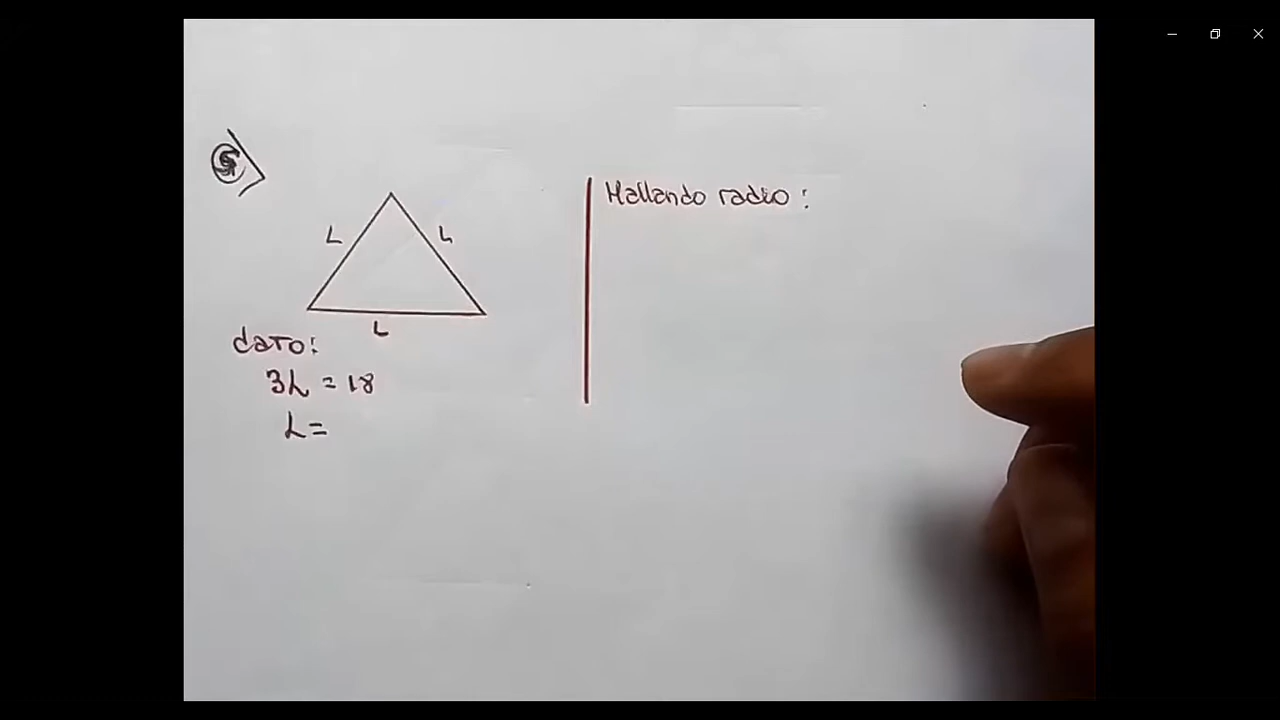 5
L L
L
dato:
3L = 18
L =
Hallando radio: